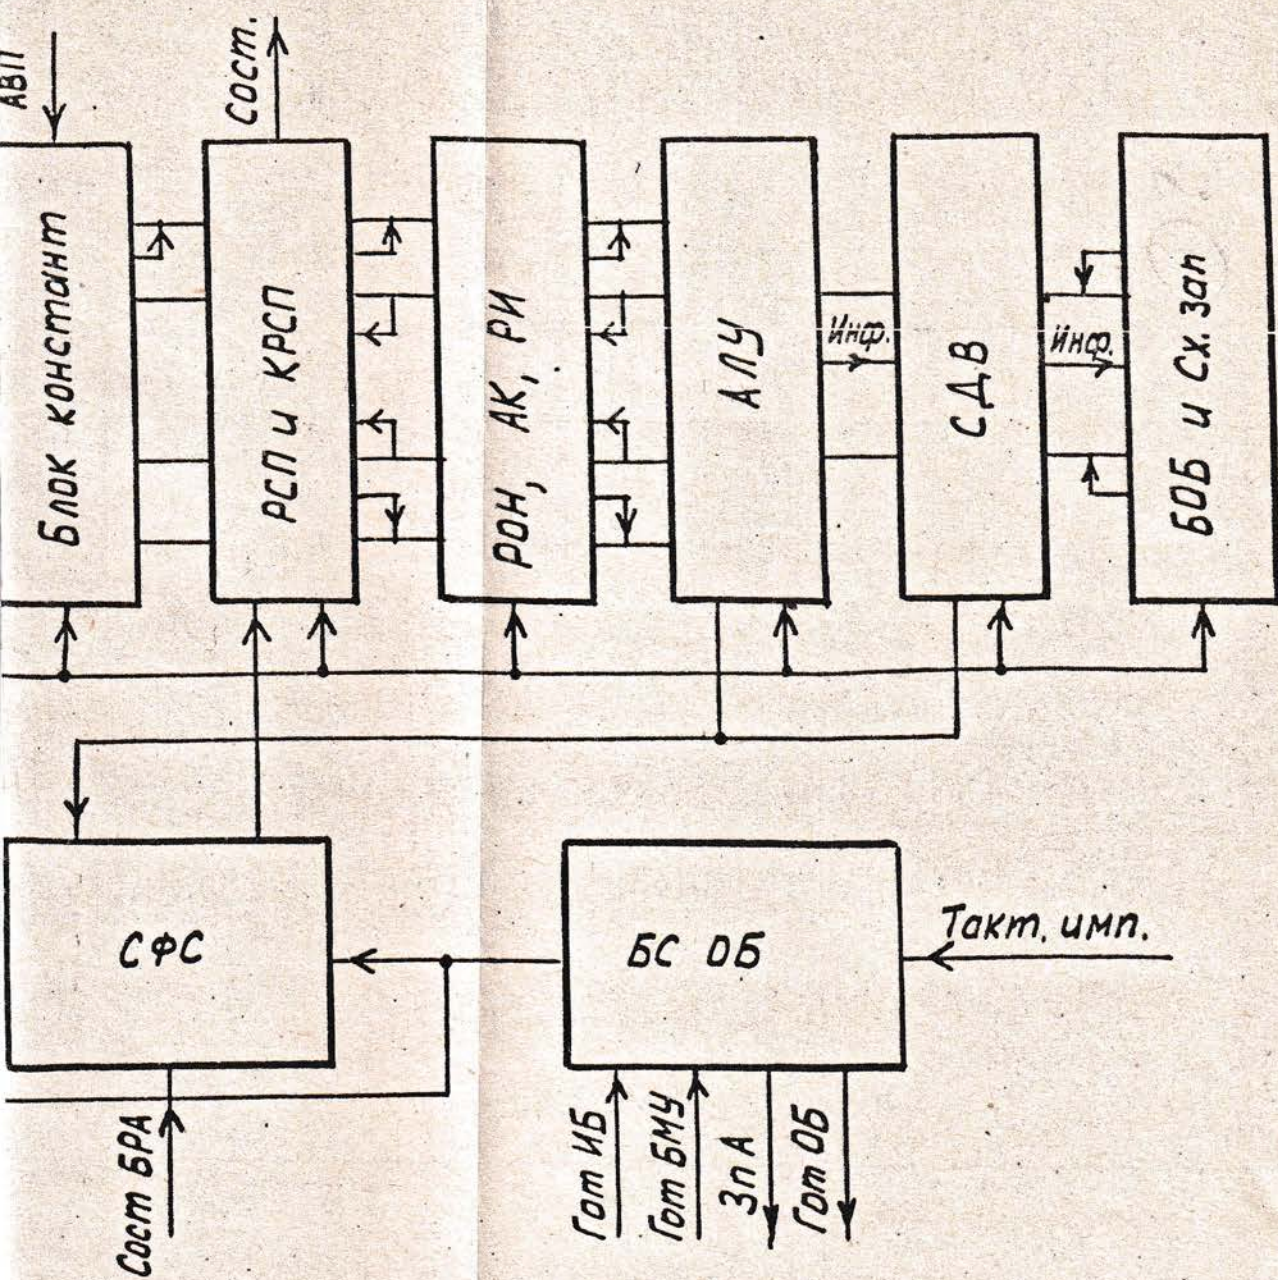 АВП
Сост.
Блок констант
РСП и КРСП
РОН, АК, РИ
АЛУ
Инф.
СДВ
Инф.
БОБ и Сх. зап
СФС
БС ОБ
Такт. имп.
Сост БРА
Гот ИБ
Гот БМУ
Зп А
Гот ОБ